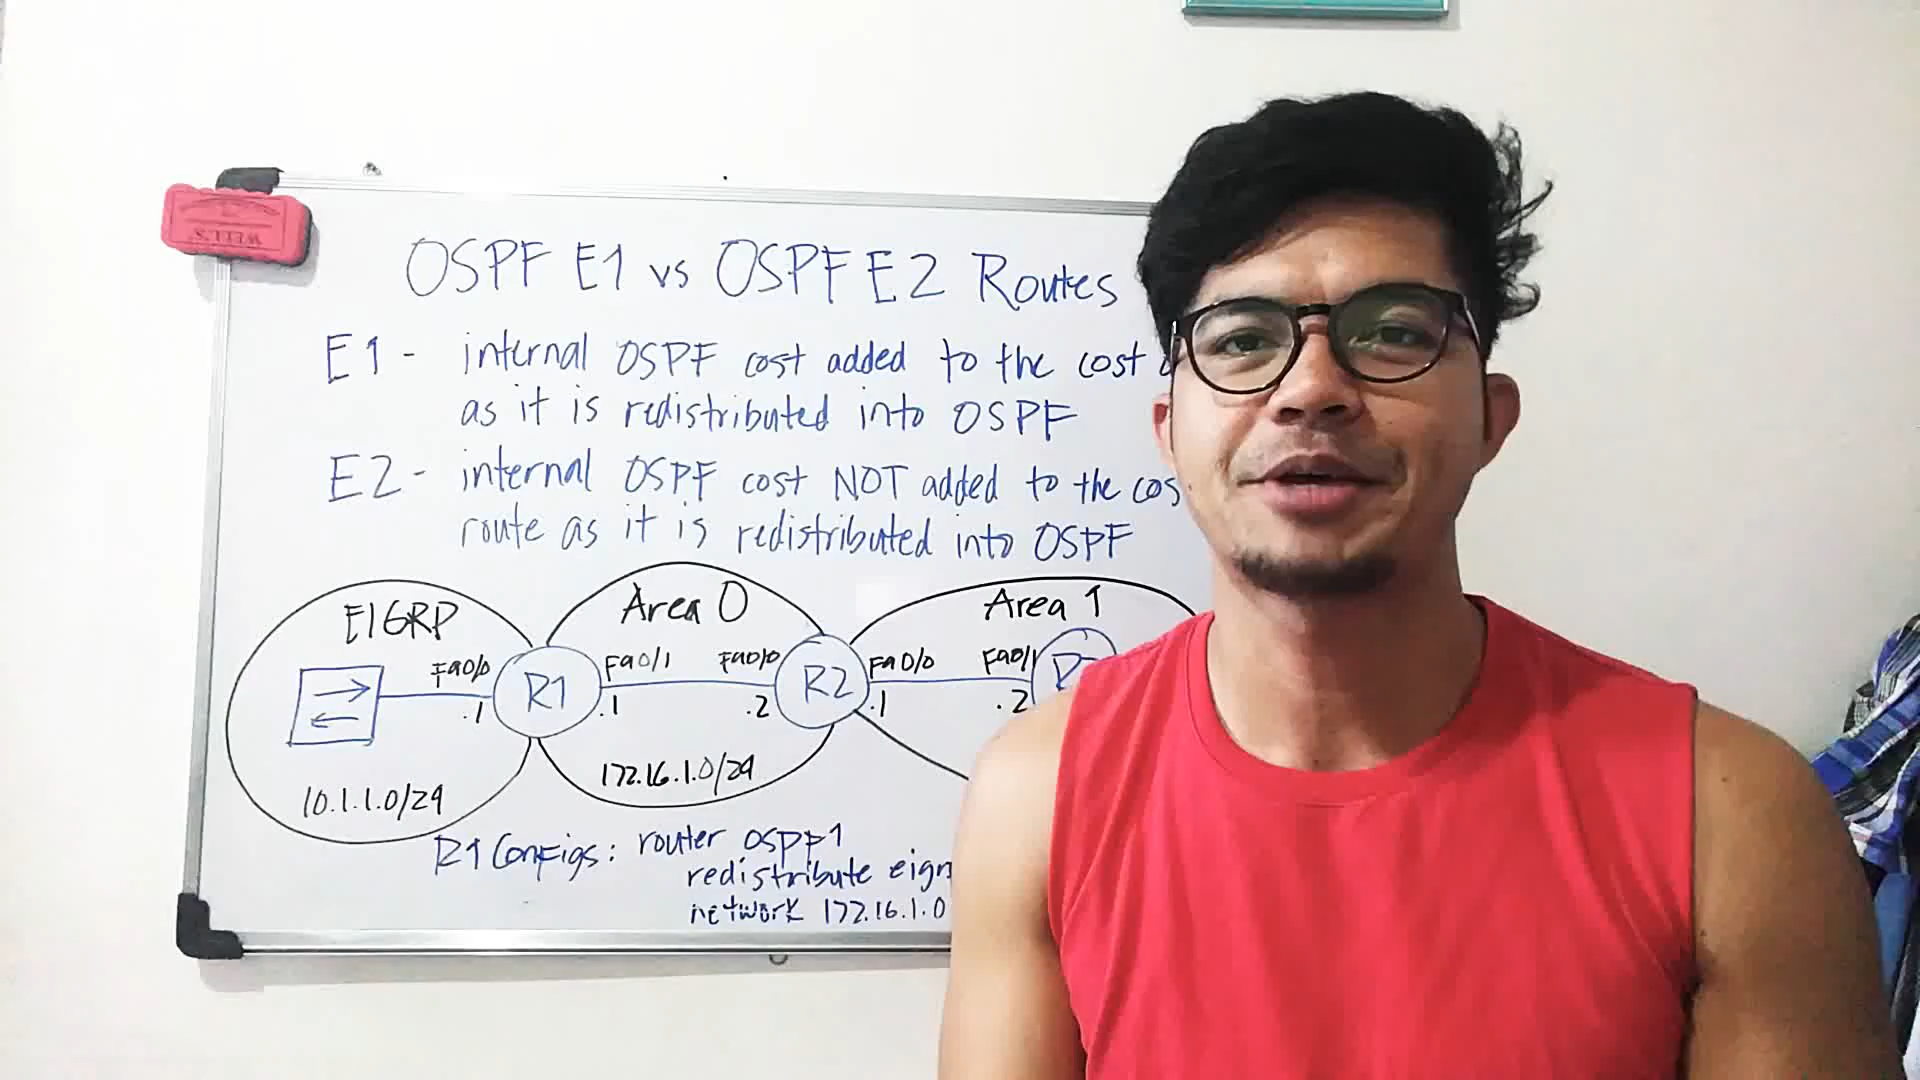 WELL'S
OSPF E1 vs OSPF E2 Routes
E1 - internal OSPF cost added to the cost
as it is redistributed into OSPF
E2 - internal OSPF cost NOT added to the cos
route as it is redistributed into OSPF
EIGRP Area 0 Area 1
Fa0/0 Fa0/1 Fa0/0 Fa0/0 Fa0/1
R1 R2
.1 .1 .2 .1 .2
172.16.1.0/24
10.1.1.0/24
R1 Configs: router OSPF1
redistribute eigr
network 172.16.1.0